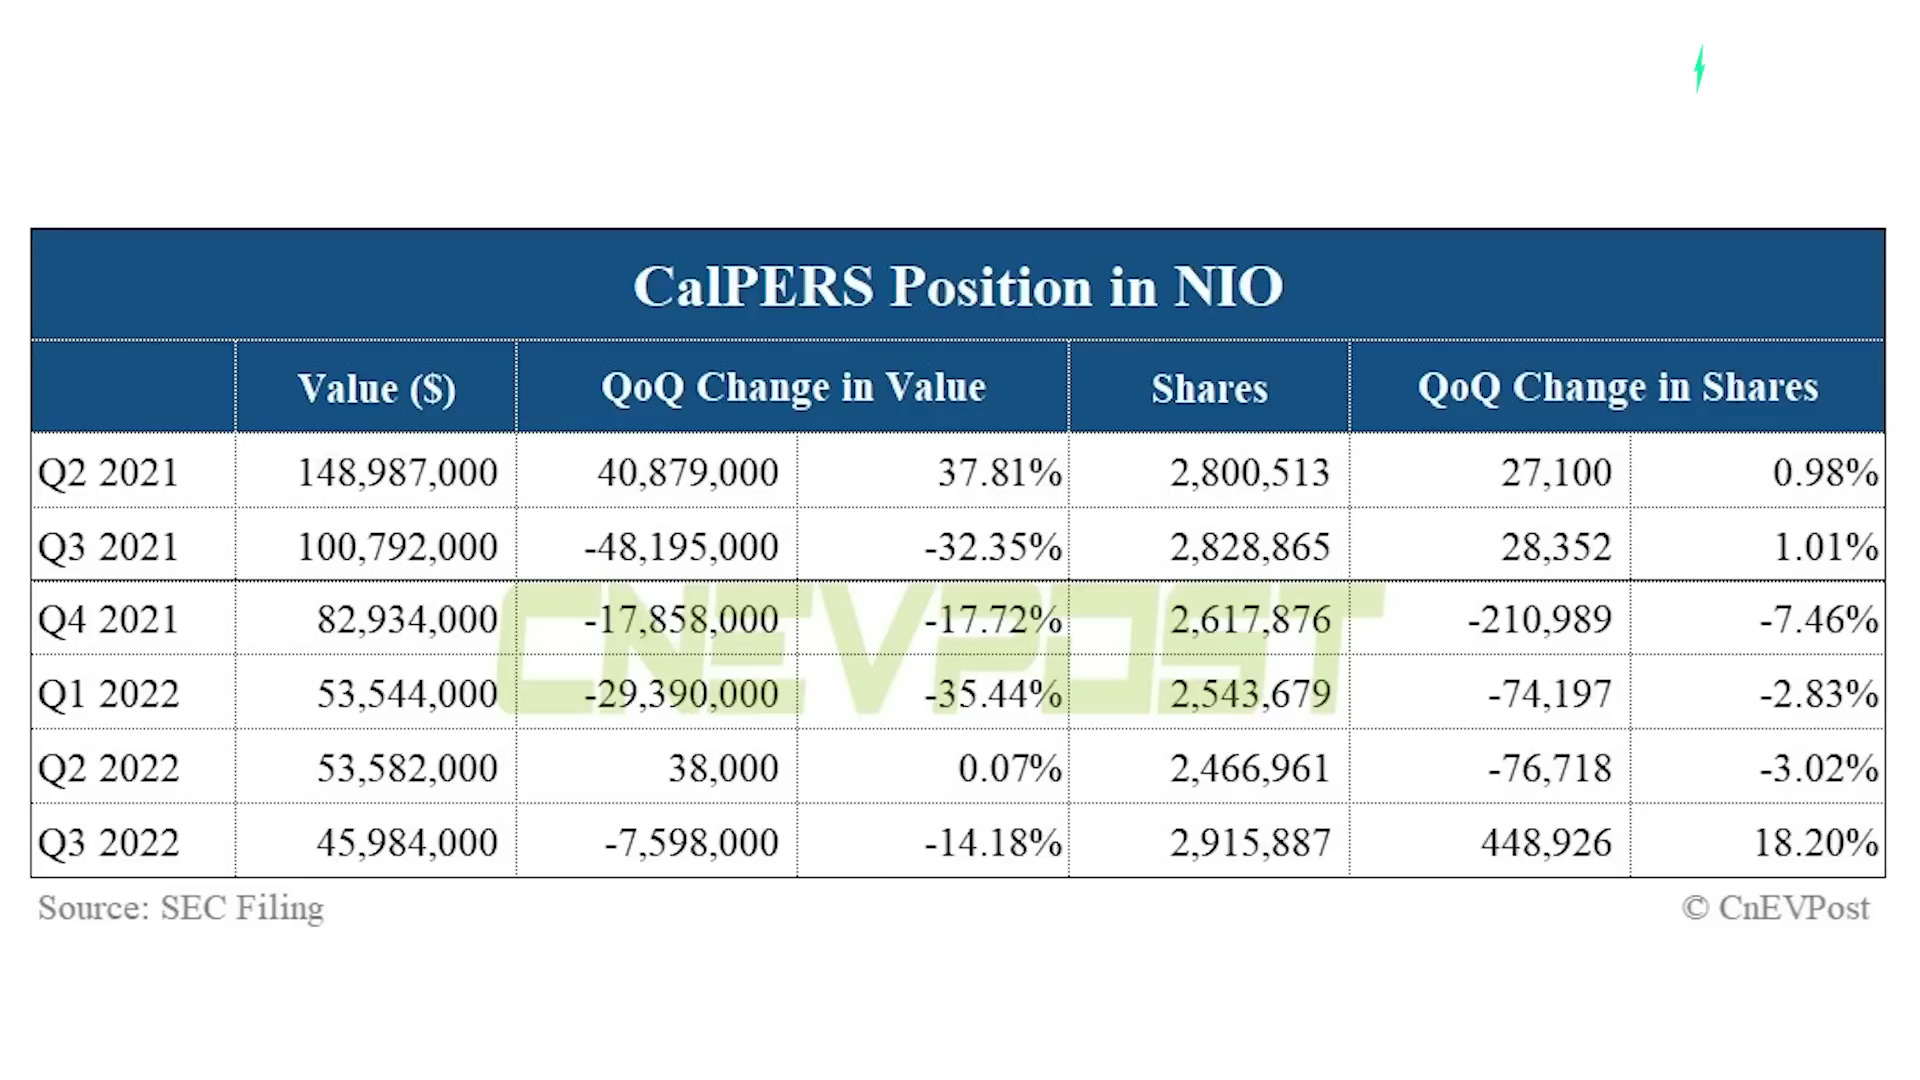 CalPERS Position in NIO
Value ($) QoQ Change in Value Shares QoQ Change in Shares
Q2 2021 148,987,000 40,879,000 37.81% 2,800,513 27,100 0.98%
Q3 2021 100,792,000 -48,195,000 -32.35% 2,828,865 28,352 1.01%
Q4 2021 82,934,000 -17,858,000 -17.72% 2,617,876 -210,989 -7.46%
CNEVPOST
Q1 2022 53,544,000 -29,390,000 -35.44% 2,543,679 -74,197 -2.83%
Q2 2022 53,582,000 38,000 0.07% 2,466,961 -76,718 -3.02%
Q3 2022 45,984,000 -7,598,000 -14.18% 2,915,887 448,926 18.20%
Source: SEC Filing © CnEVPost